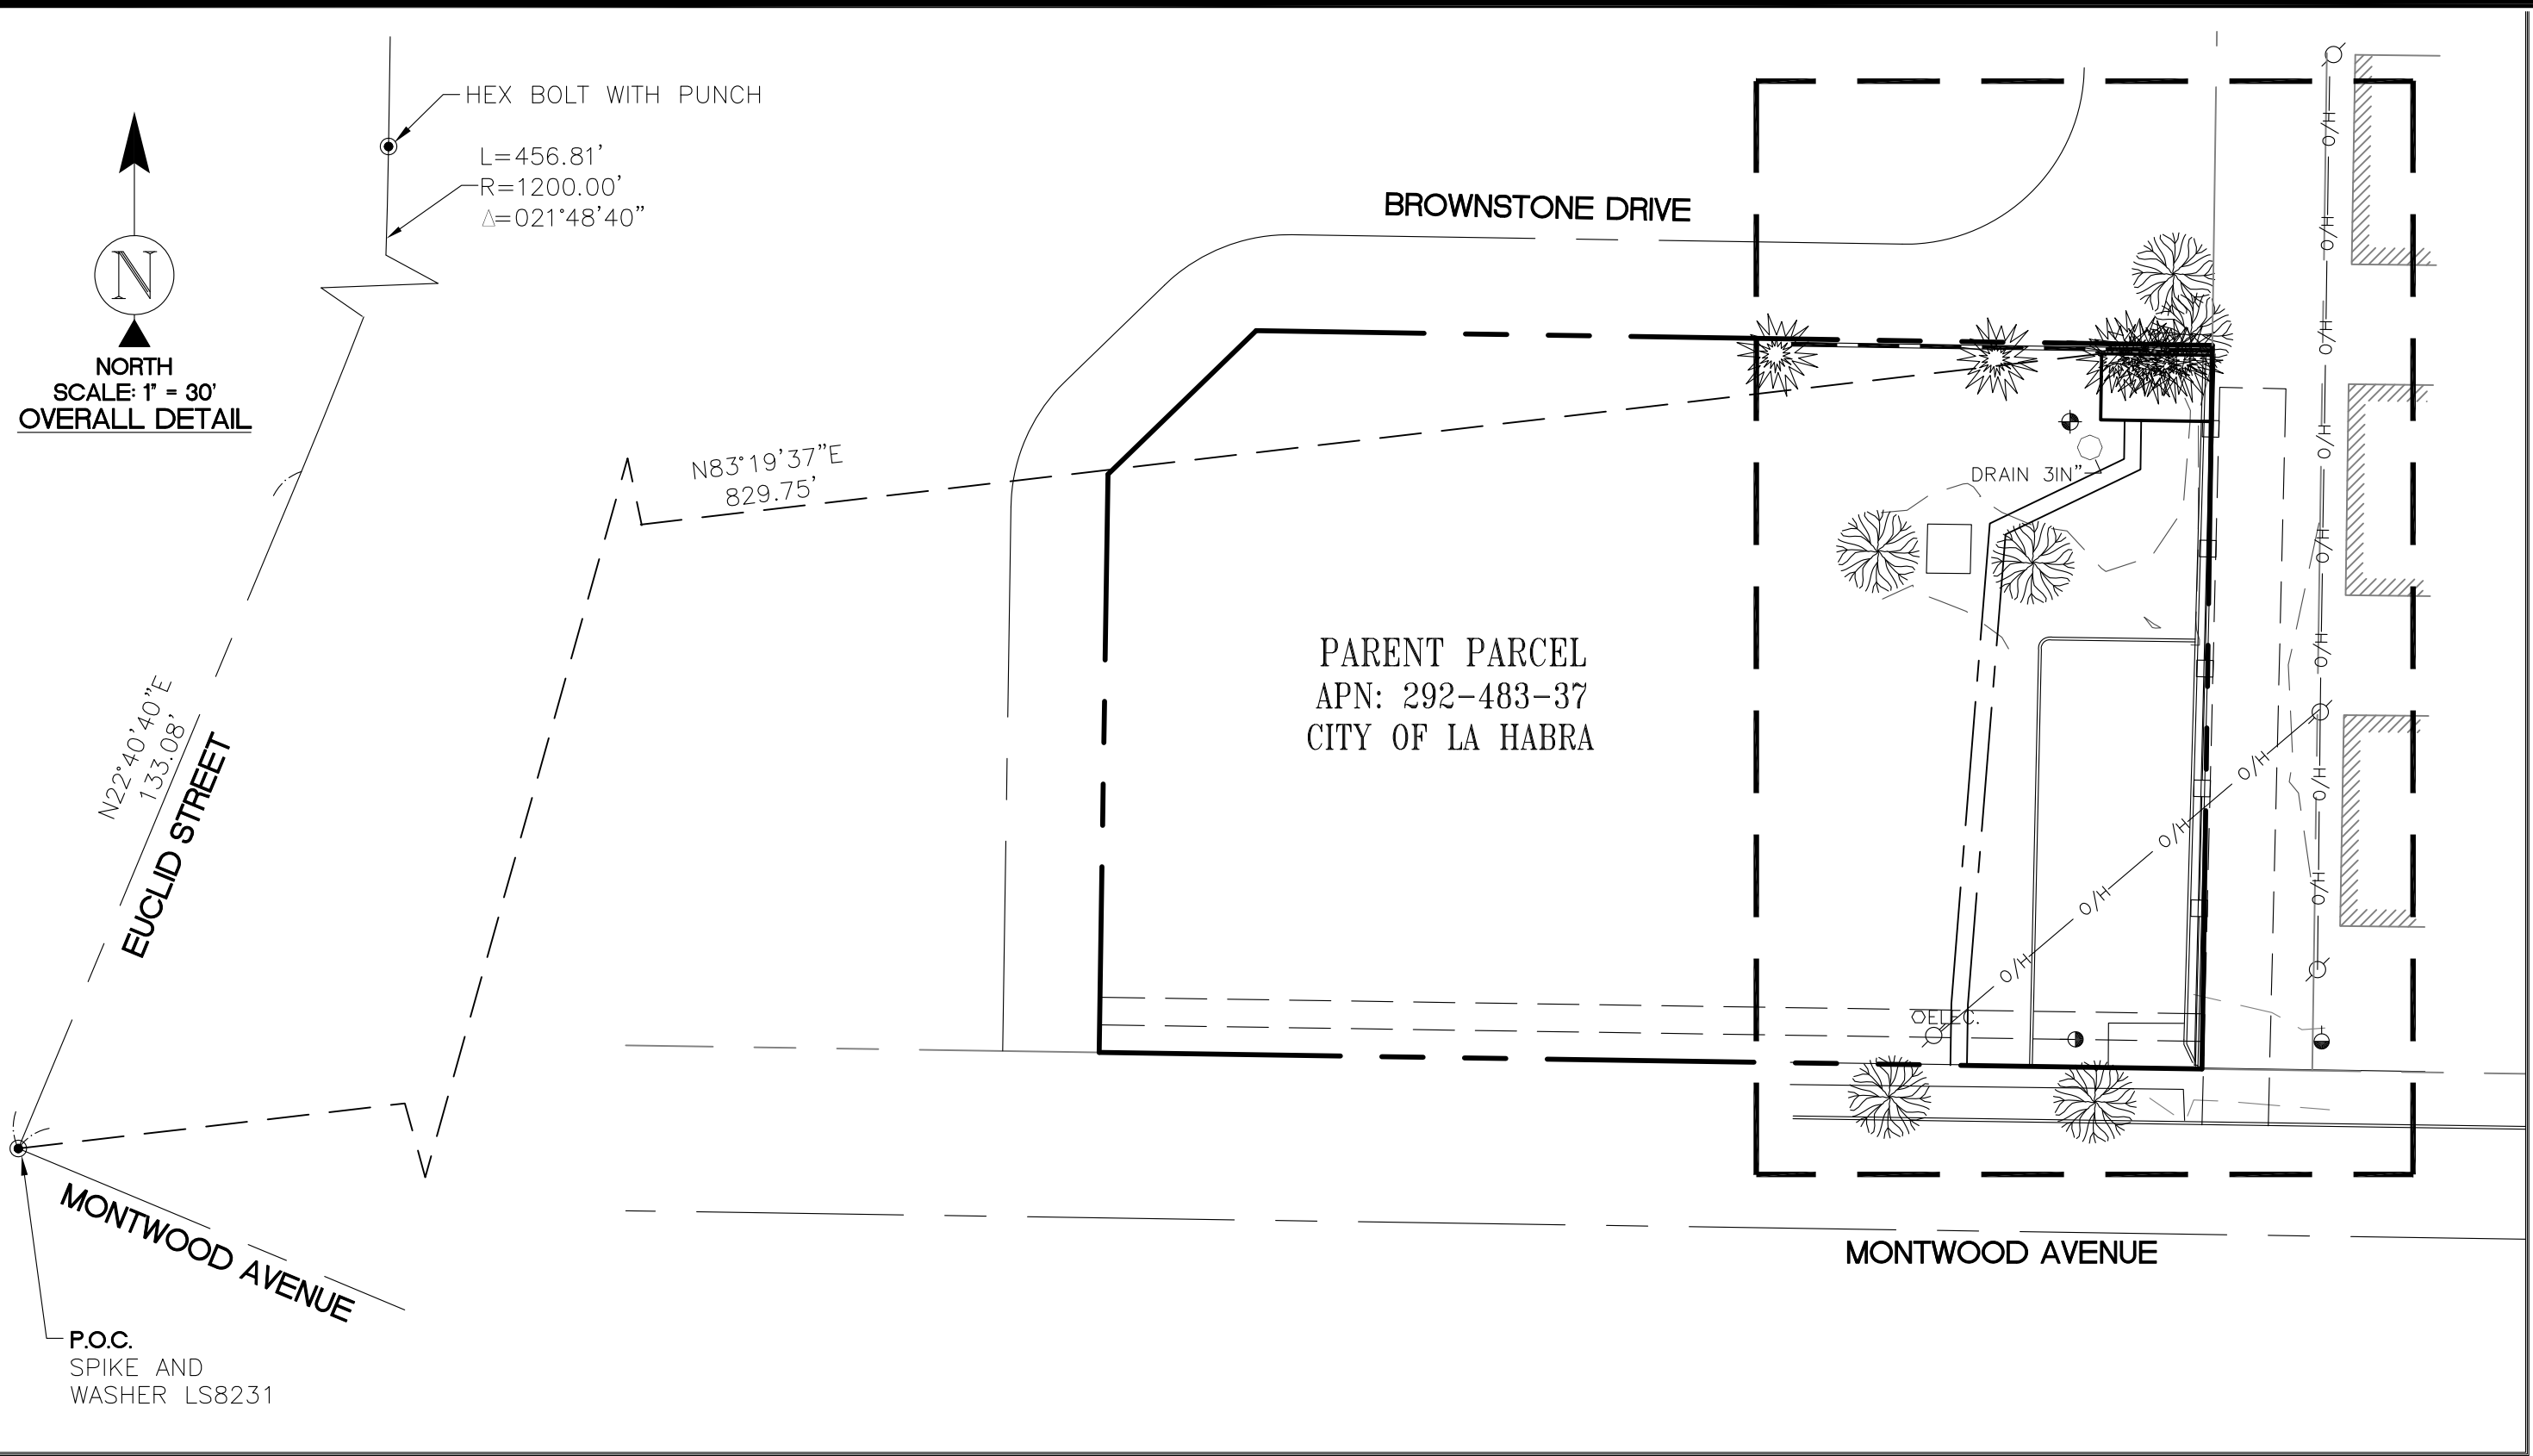 HEX BOLT WITH PUNCH
L=456.81'
R=1200.00'
Δ=021°48'40"
N
NORTH
SCALE: 1" = 30'
OVERALL DETAIL
BROWNSTONE DRIVE
N83°19'37"E
829.75'
DRAIN 3IN"
PARENT PARCEL
APN: 292-483-37
CITY OF LA HABRA
N22°40'40"E
133.08'
EUCLID STREET
O/H
O/H
O/H
O/H
O/H
O/H
O/H
O/H
O/H
O/H
O/H
O/H
ELEC.
MONTWOOD AVENUE
MONTWOOD AVENUE
P.O.C.
SPIKE AND
WASHER LS8231